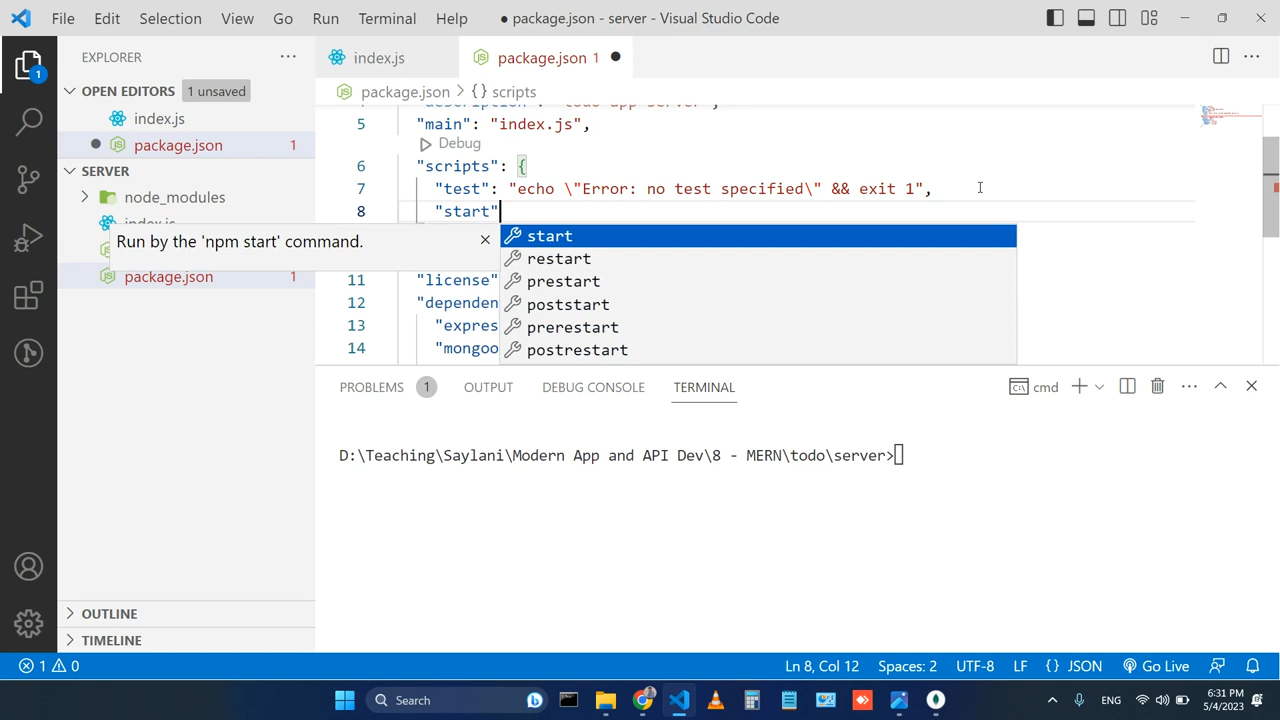 File Edit Selection View Go Run Terminal Help
● package.json - server - Visual Studio Code
EXPLORER
OPEN EDITORS 1 unsaved
index.js
package.json 1
SERVER
node_modules
index.js
Run by the 'npm start' command.
package.json 1
OUTLINE
TIMELINE
index.js
package.json 1
package.json > {} scripts
5 "main": "index.js",
Debug
6 "scripts": {
7 "test": "echo \"Error: no test specified\" && exit 1",
8 "start"
start
restart
prestart
poststart
prerestart
postrestart
11 "license"
12 "dependen
13 "expres
14 "mongoo
PROBLEMS 1 OUTPUT DEBUG CONSOLE TERMINAL
cmd
D:\Teaching\Saylani\Modern App and API Dev\8 - MERN\todo\server>
1 0
Ln 8, Col 12 Spaces: 2 UTF-8 LF {} JSON Go Live
Search
ENG
6:31 PM
5/4/2023
1